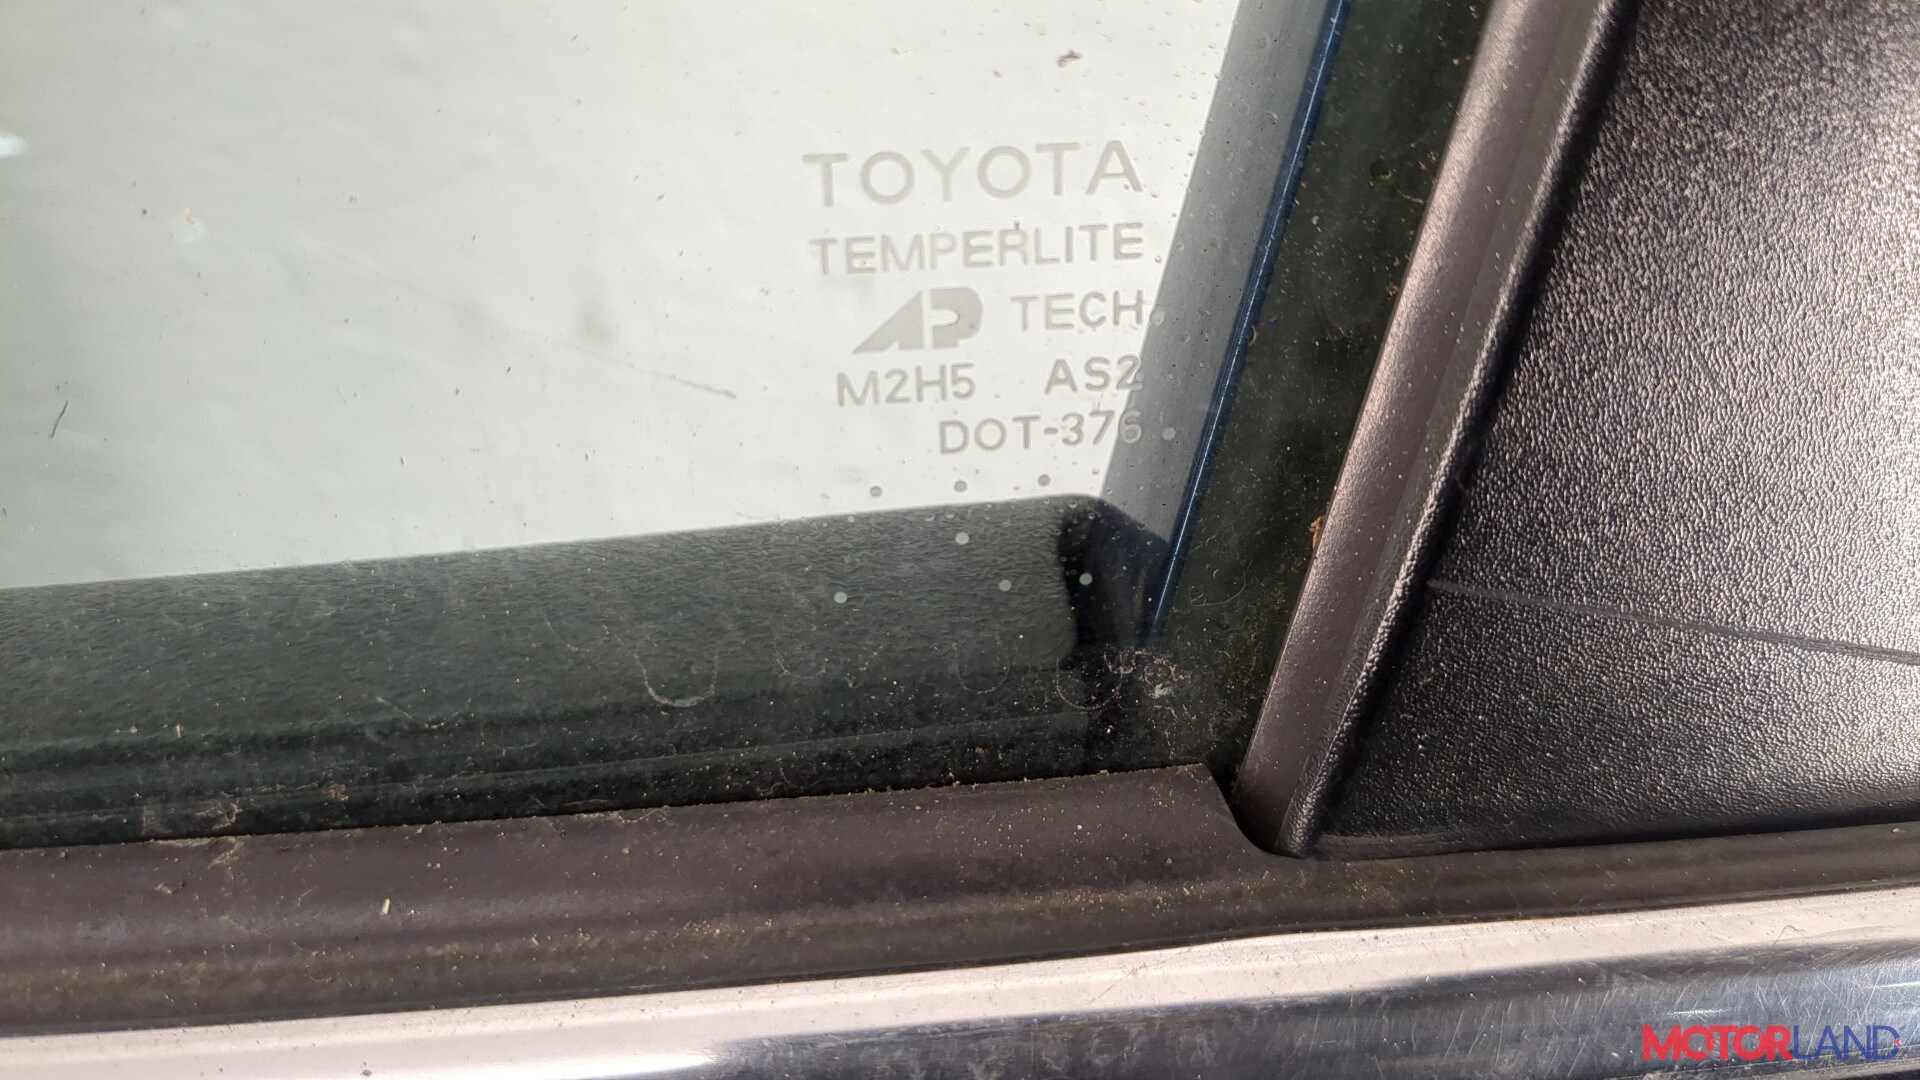 TOYOTA
TEMPERLITE
AP TECH
M2H5 AS2
DOT-376
MOTORLAND